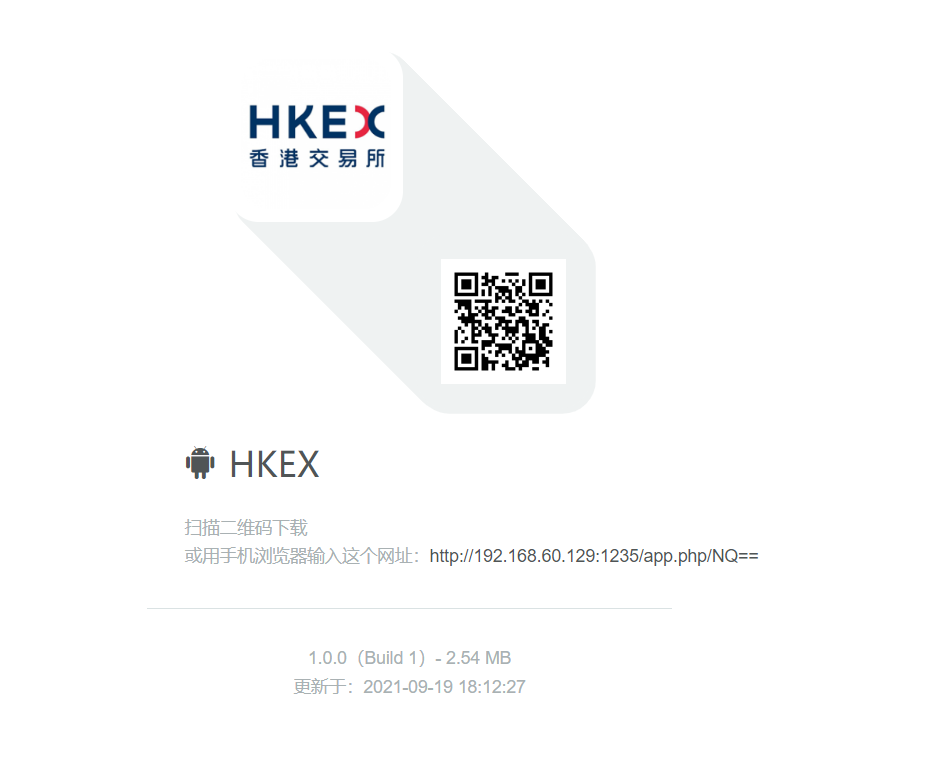 HKEX
香港交易所
HKEX
扫描二维码下载
或用手机浏览器输入这个网址：http://192.168.60.129:1235/app.php/NQ==
1.0.0（Build 1）- 2.54 MB
更新于：2021-09-19 18:12:27